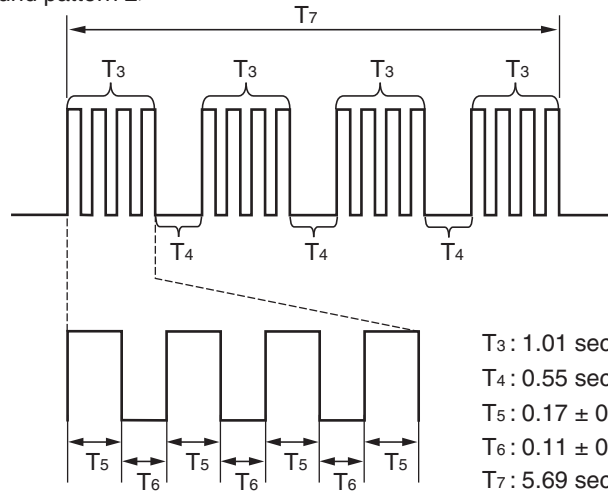 T7
T3 T3 T3 T3
T4 T4 T4
T3 : 1.01 sec
T4 : 0.55 sec
T5 : 0.17 ± 0
T6 : 0.11 ± 0
T7 : 5.69 sec
T5 T5 T5 T5
T6 T6 T6